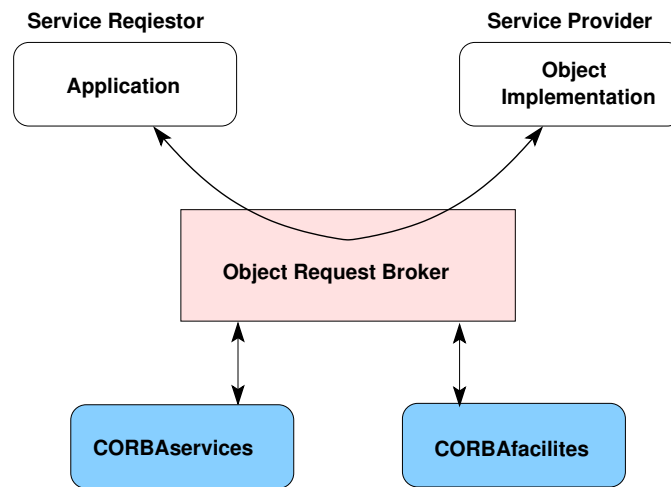 Service Reqiestor
Service Provider
Application
Object
Implementation
Object Request Broker
CORBAservices
CORBAfacilites